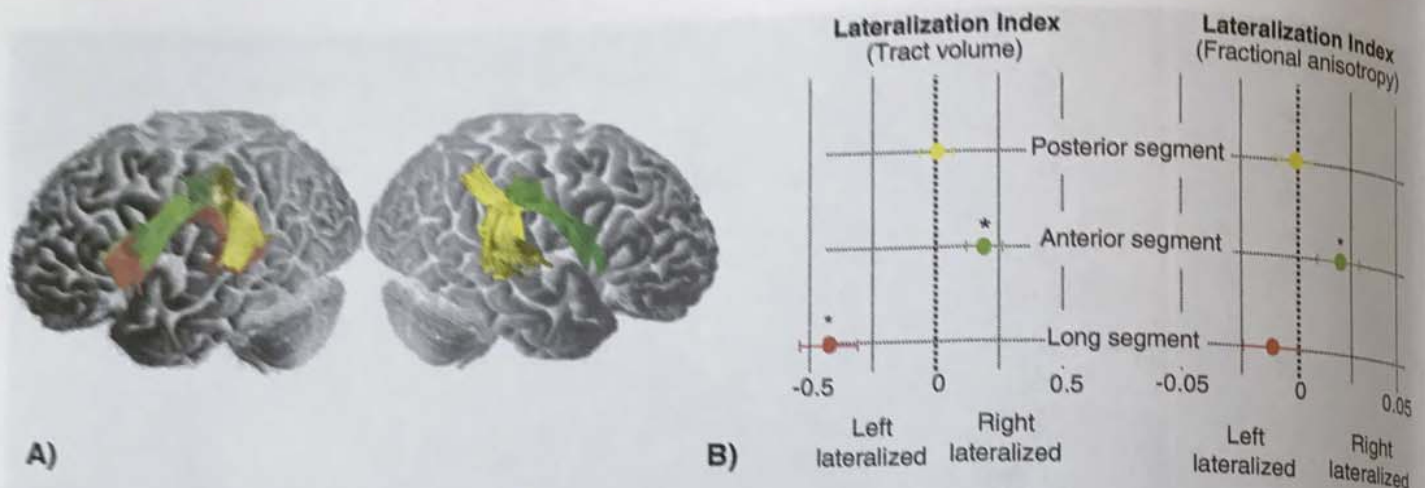 Lateralization Index
(Tract volume)
Lateralization Index
(Fractional anisotropy)
Posterior segment
*
Anterior segment
*
*
Long segment
-0.5
0
0.5
-0.05
0
0.05
Left
lateralized
Right
lateralized
Left
lateralized
Right
lateralized
A)
B)